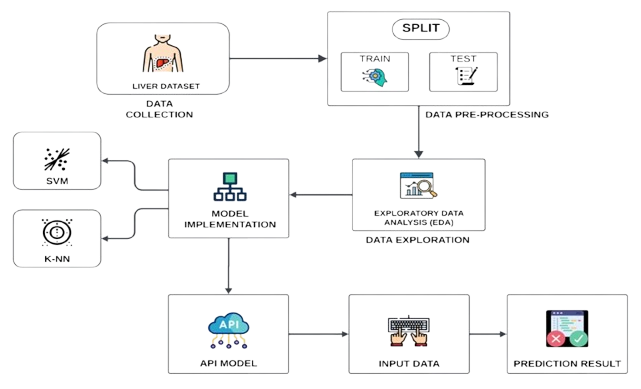 SPLIT
TRAIN
TEST
LIVER DATASET
DATA
COLLECTION
DATA PRE-PROCESSING
SVM
MODEL
IMPLEMENTATION
EXPLORATORY DATA
ANALYSIS (EDA)
DATA EXPLORATION
K-NN
API
API MODEL
INPUT DATA
PREDICTION RESULT